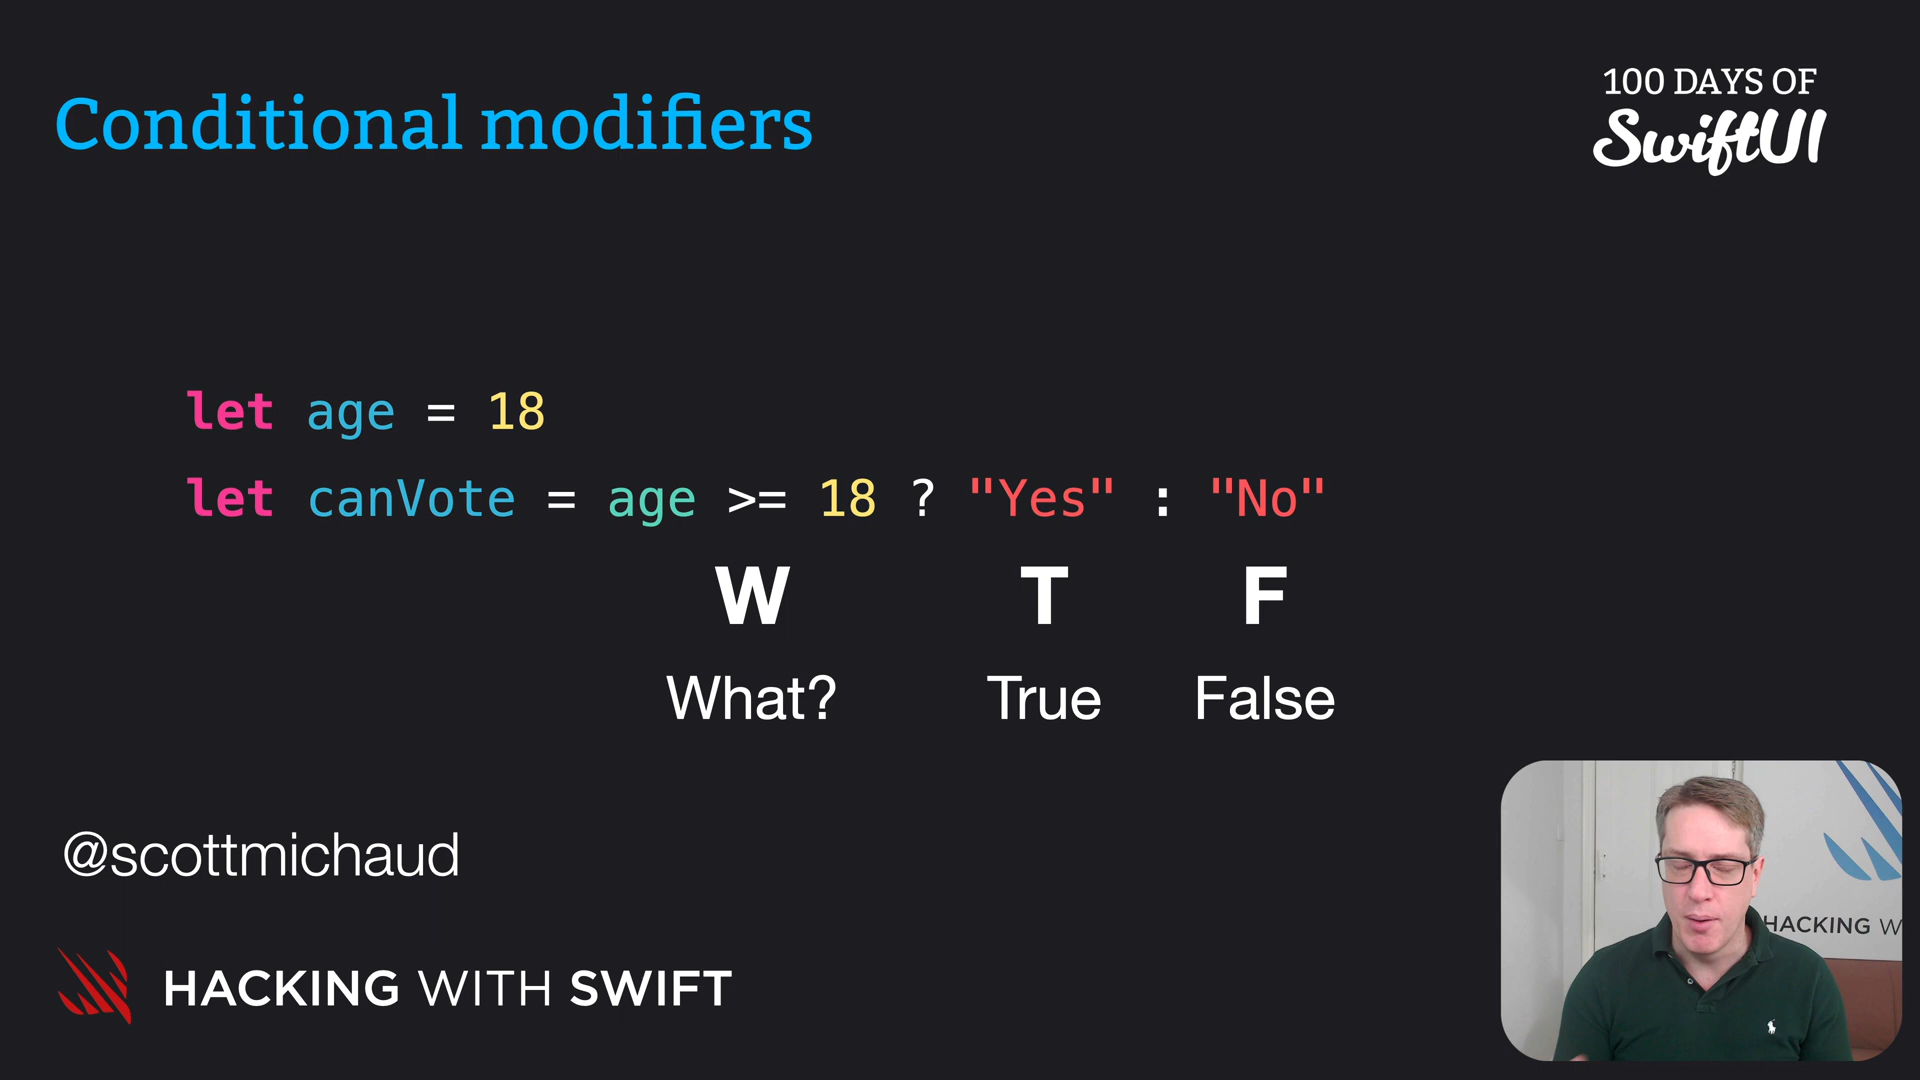 Conditional modifiers
100 DAYS OF
SwiftUI
let age = 18
let canVote = age >= 18 ? "Yes" : "No"
W T F
What? True False
@scottmichaud
HACKING WITH SWIFT
HACKING W